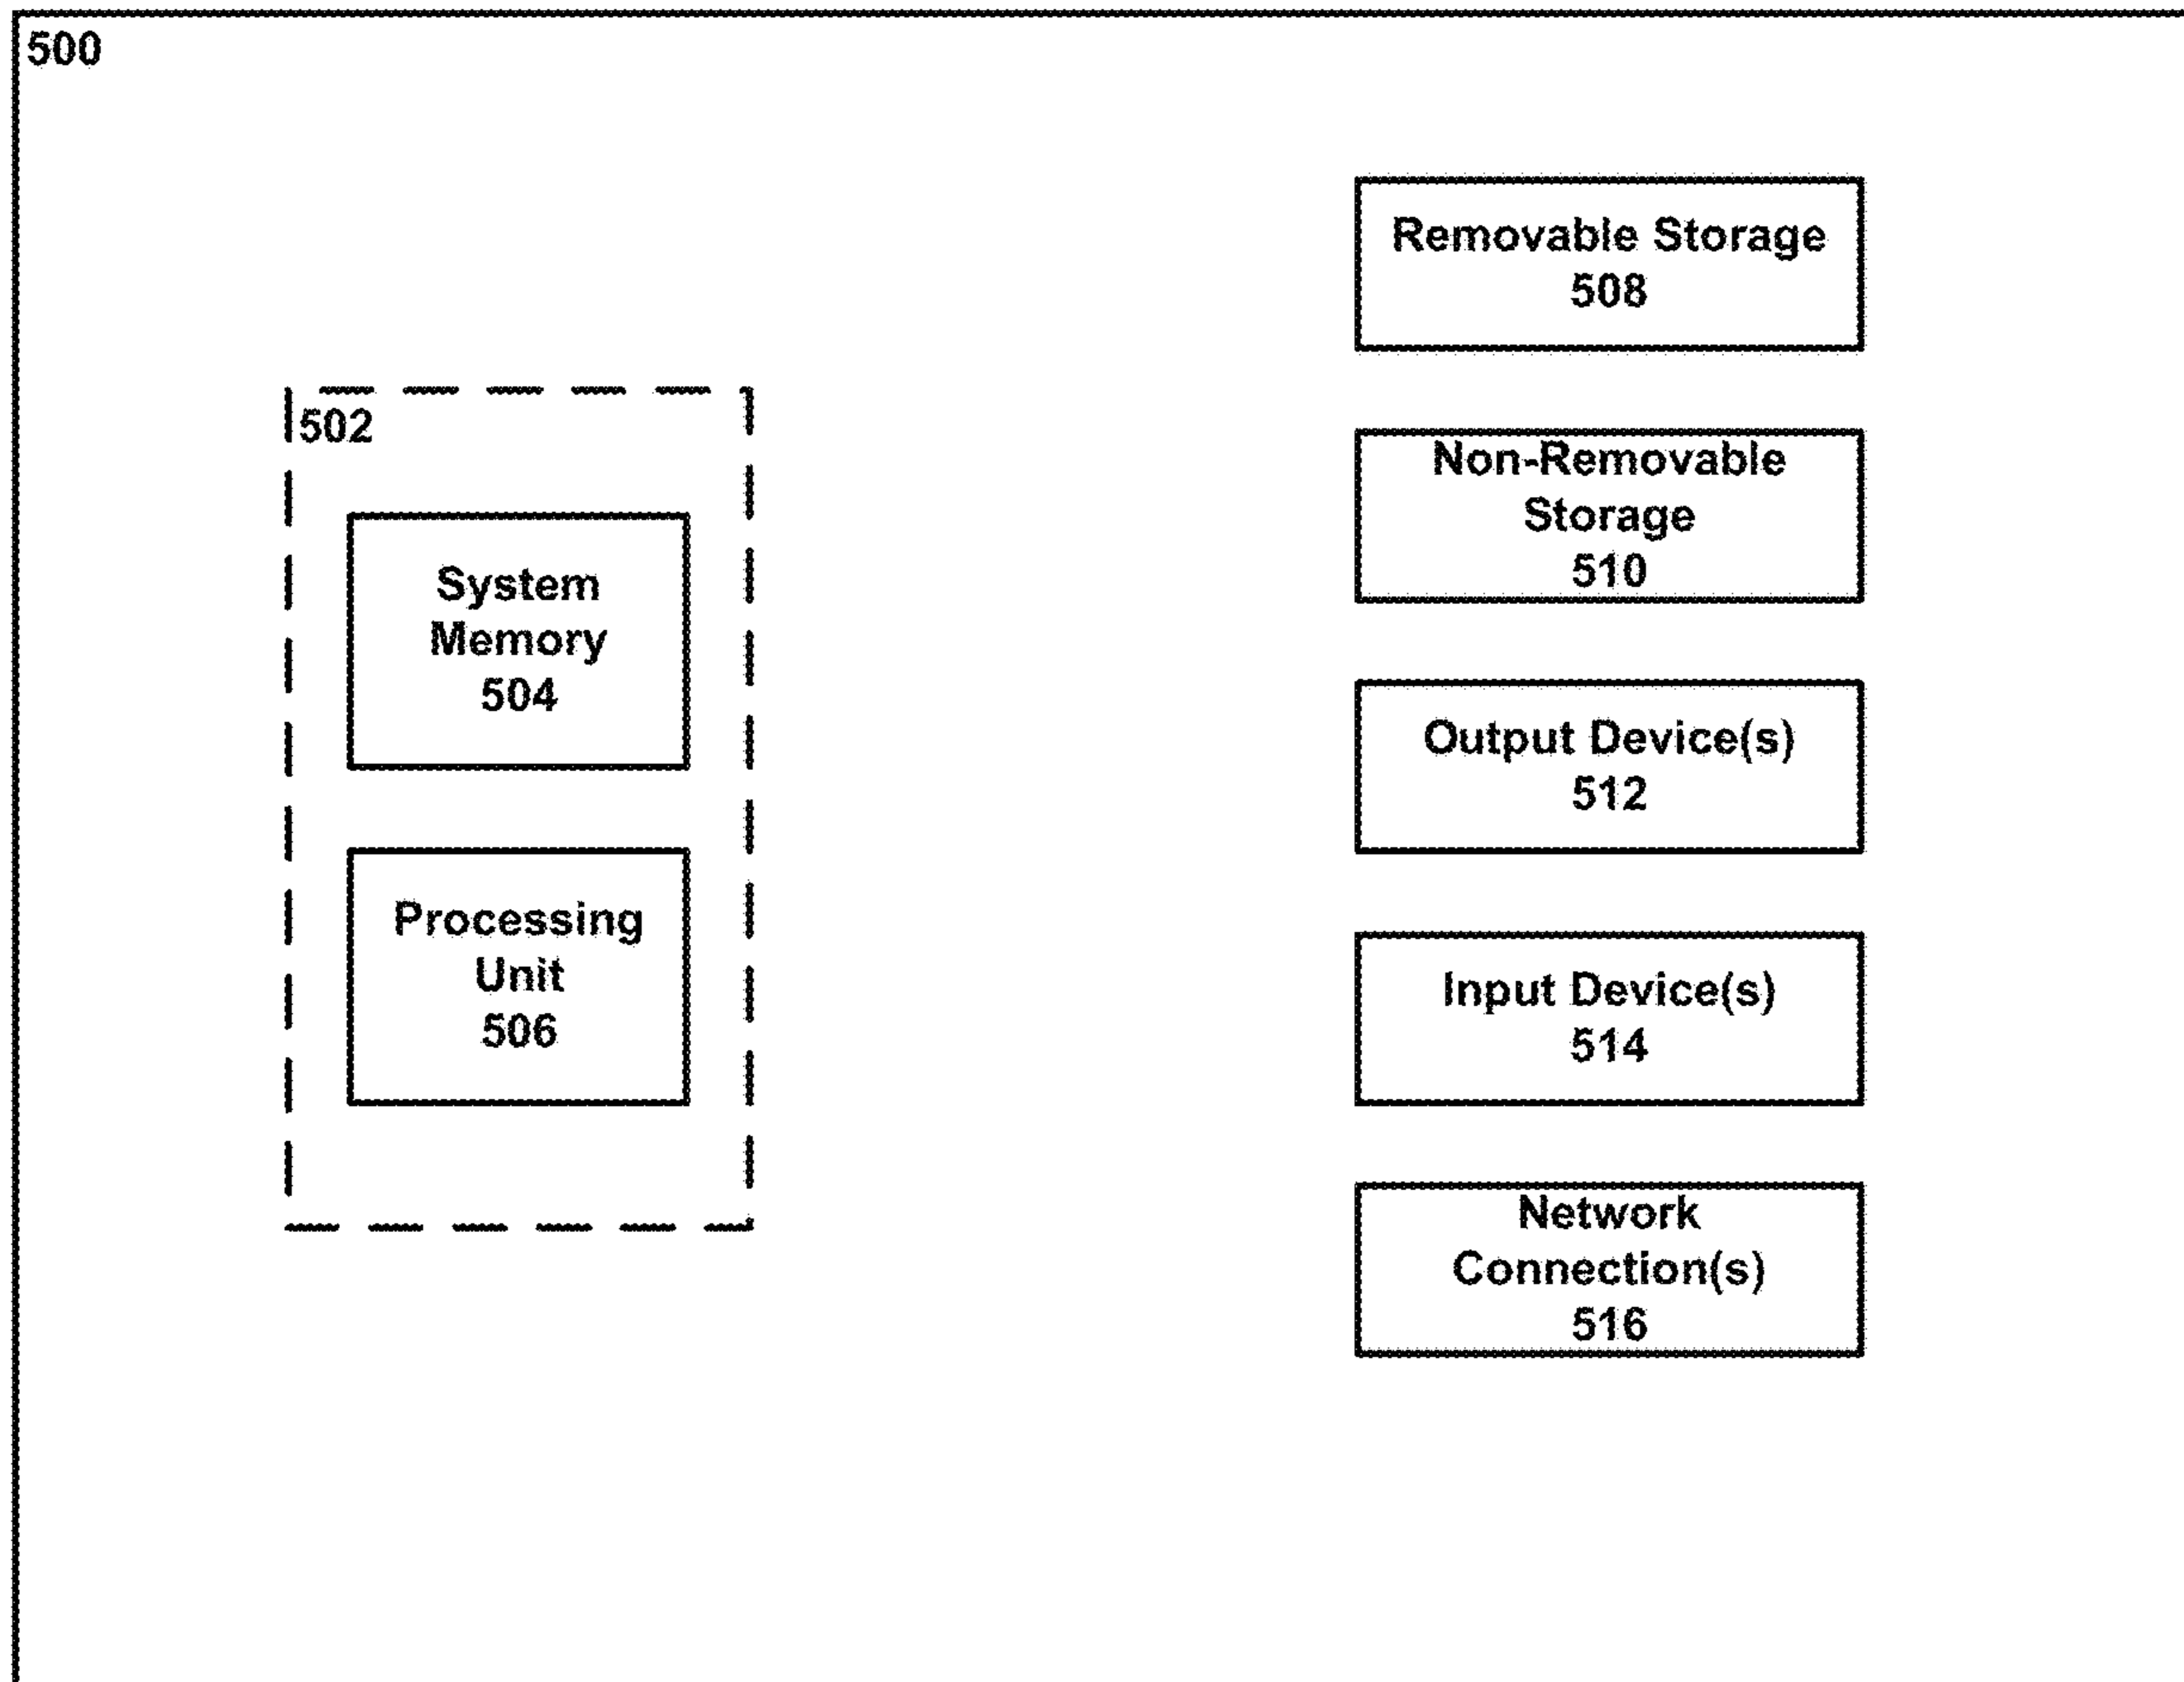 500
502
System
Memory
504
Processing
Unit
506
Removable Storage
508
Non-Removable
Storage
510
Output Device(s)
512
Input Device(s)
514
Network
Connection(s)
516